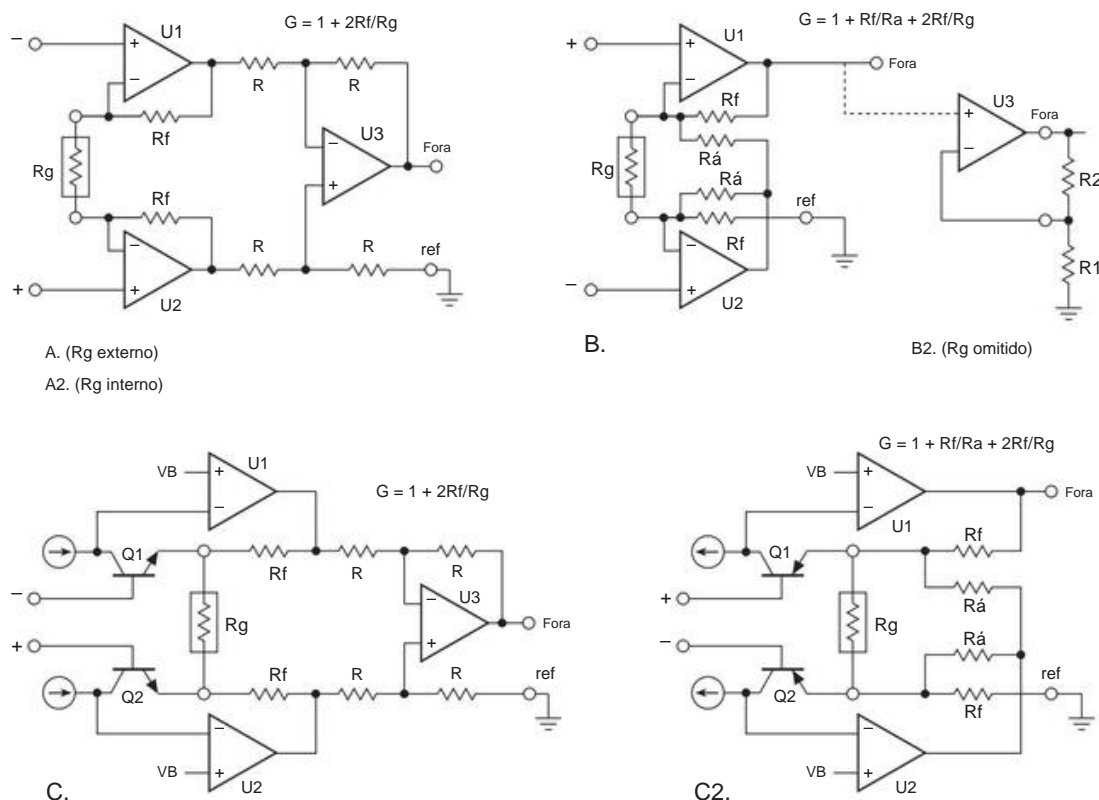 G = 1 + 2Rf/Rg
−
+
U1
−
R
R
Rf
Rg
U3
−
+
Fora
Rf
R
R
ref
−
+
+
U2
A. (Rg externo)
A2. (Rg interno)
G = 1 + Rf/Ra + 2Rf/Rg
+
+
U1
−
Fora
Rf
Rá
Rg
Rá
ref
Rf
−
−
+
U2
U3
+
−
Fora
R2
R1
B.
B2. (Rg omitido)
VB
+
U1
−
G = 1 + 2Rf/Rg
Q1
Rf
R
R
−
Rg
−
U3
+
Fora
+
Q2
Rf
R
R
ref
−
VB
+
U2
C.
G = 1 + Rf/Ra + 2Rf/Rg
VB
+
−
U1
Fora
Q1
Rf
+
Rá
Rg
−
Rá
ref
Q2
Rf
−
VB
+
U2
C2.